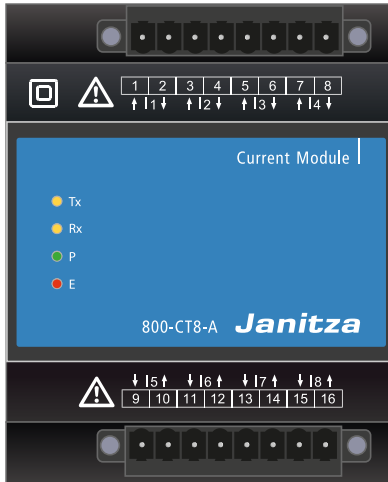 1 2 3 4 5 6 7 8
↑ I1 ↓ ↑ I2 ↓ ↑ I3 ↓ ↑ I4 ↓
Current Module
Tx
Rx
P
E
800-CT8-A Janitza
↓ I5 ↑ ↓ I6 ↑ ↓ I7 ↑ ↓ I8 ↑
9 10 11 12 13 14 15 16